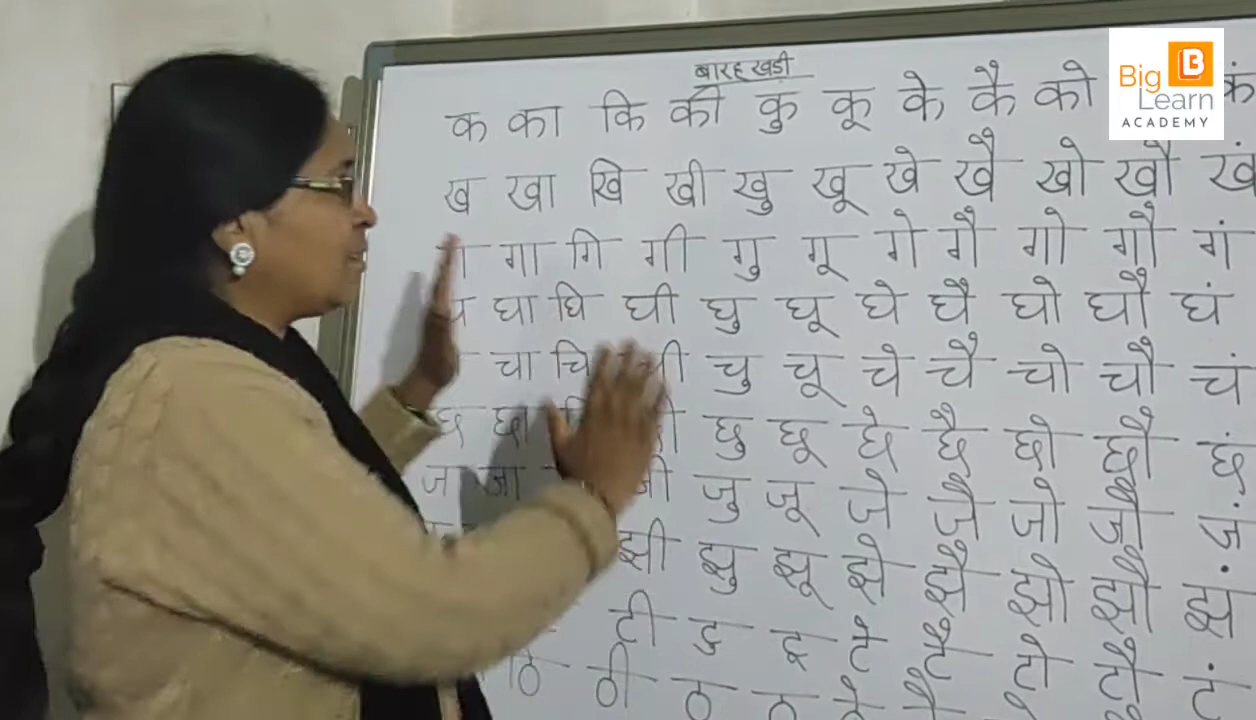 बारह खडी
Big
Learn
ACADEMY
क का कि की कु कू के कै को कं
ख खा खि खी खु खू खे खै खो खौ खं
गा गि गी गु गू गे गै गो गौ गं
घा घि घी घु घू घे घै घो घौ घं
चा चि ची चु चू चे चै चो चौ चं
छ छा छु छू छे छै छो छौ छं
ज जा जी जु जू जे जै जो जौ जं
झी झु झू झे झै झो झौ झं
टी टु टू टे टै टो टौ टं
ठी